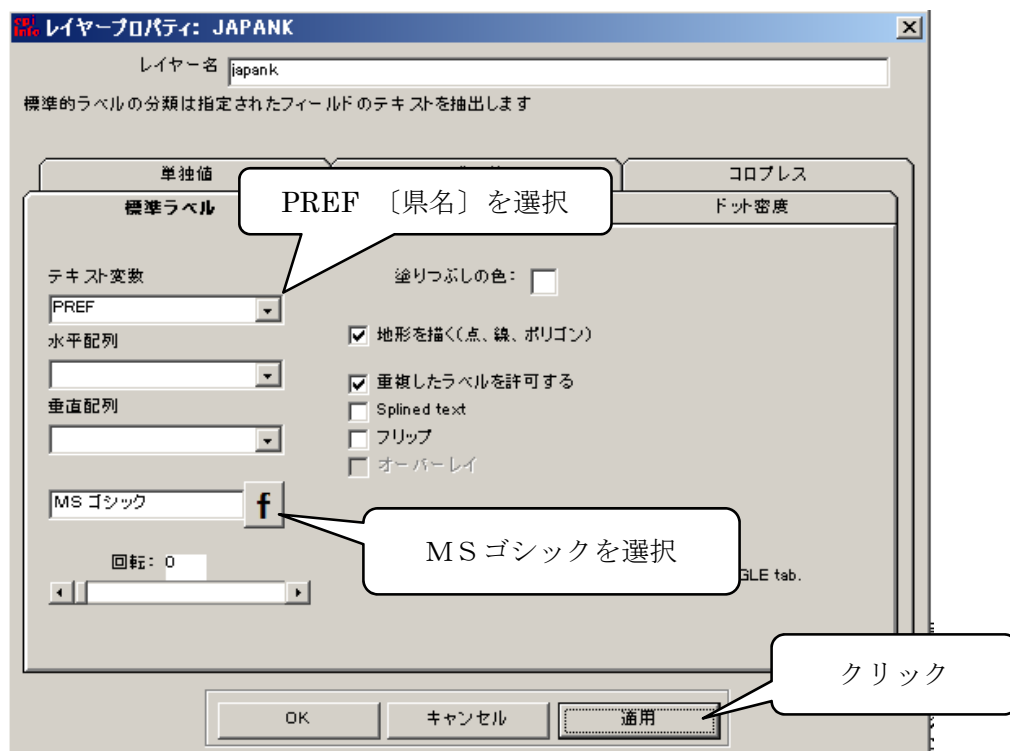 Epi Info
レイヤープロパティ: JAPANK
レイヤー名 japank
標準的ラベルの分類は指定されたフィールドのテキストを抽出します
単独値
コロプレス
標準ラベル
PREF 〔県名〕を選択
ドット密度
テキスト変数
塗りつぶしの色:
PREF
水平配列
地形を描く(点、線、ポリゴン)
重複したラベルを許可する
垂直配列
Splined text
フリップ
オーバーレイ
MS ゴシック
f
MSゴシックを選択
回転: 0
GLE tab.
クリック
OK
キャンセル
適用